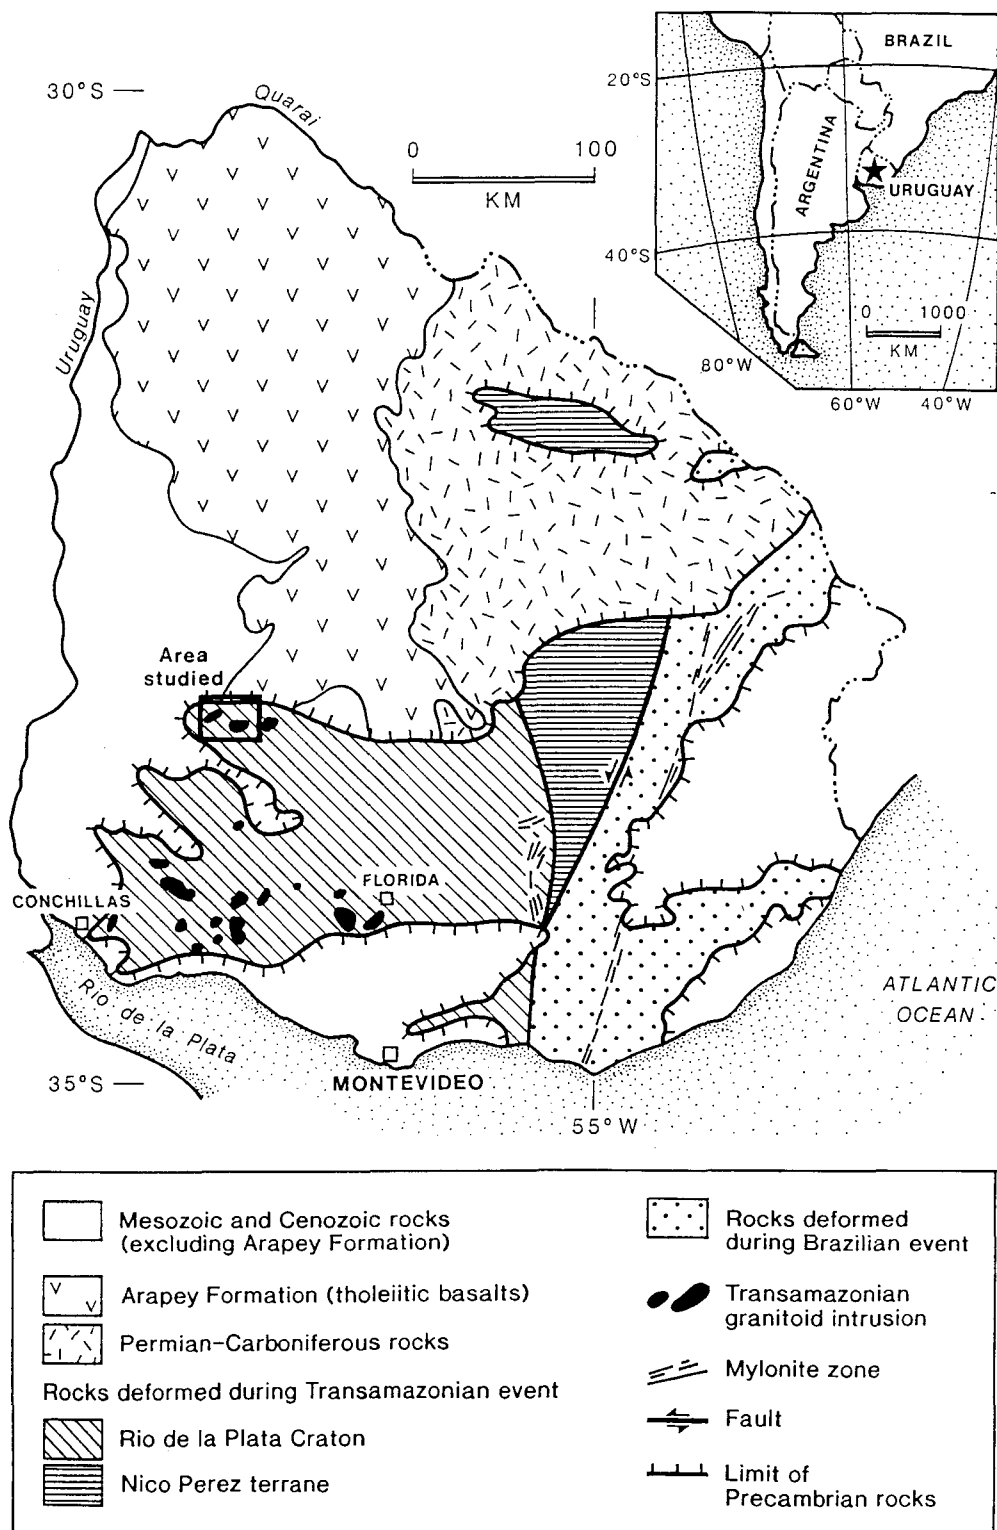 30°S
Quarai
0 100
KM
BRAZIL
20°S
ARGENTINA
URUGUAY
40°S
0 1000
KM
80°W
60°W 40°W
Uruguay
Area
studied
FLORIDA
CONCHILLAS
Rio de la Plata
ATLANTIC
OCEAN
MONTEVIDEO
35°S
55°W
Mesozoic and Cenozoic rocks
(excluding Arapey Formation)
Arapey Formation (tholeiitic basalts)
Permian-Carboniferous rocks
Rocks deformed during Transamazonian event
Rio de la Plata Craton
Nico Perez terrane
Rocks deformed
during Brazilian event
Transamazonian
granitoid intrusion
Mylonite zone
Fault
Limit of
Precambrian rocks